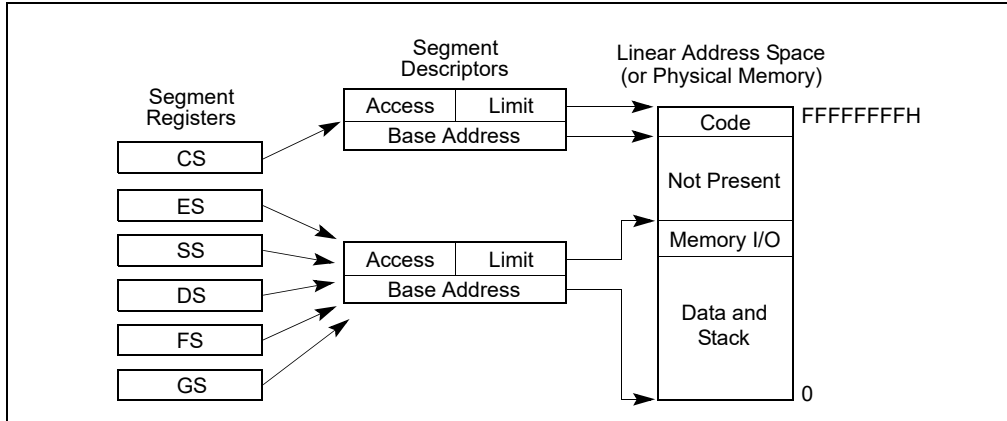 Segment
Registers
CS
ES
SS
DS
FS
GS
Segment
Descriptors
Access Limit
Base Address
Access Limit
Base Address
Linear Address Space
(or Physical Memory)
Code
FFFFFFFFH
Not Present
Memory I/O
Data and
Stack
0